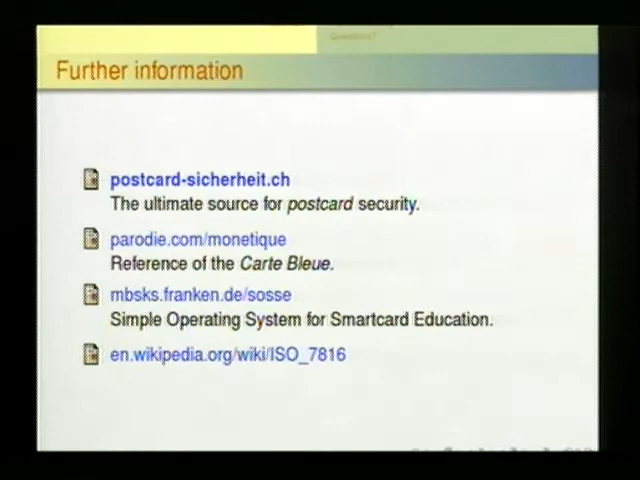 Questions?
Further information
postcard-sicherheit.ch
The ultimate source for postcard security.
parodie.com/monetique
Reference of the Carte Bleue.
mbsks.franken.de/sosse
Simple Operating System for Smartcard Education.
en.wikipedia.org/wiki/ISO_7816